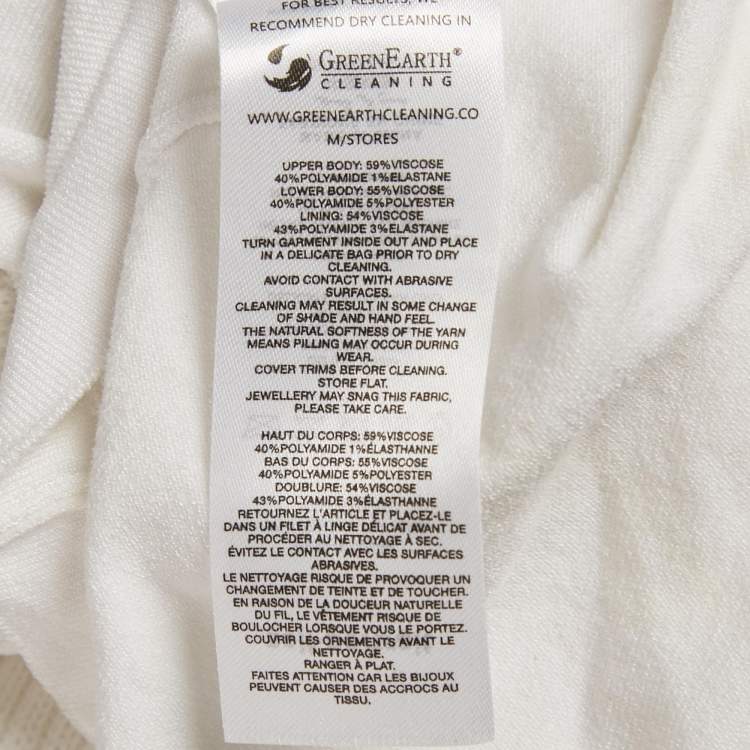 FOR BEST RESULTS, WE
RECOMMEND DRY CLEANING IN
GREENEARTH®
CLEANING
WWW.GREENEARTHCLEANING.CO
M/STORES
UPPER BODY: 59%VISCOSE
40%POLYAMIDE 1%ELASTANE
LOWER BODY: 55%VISCOSE
40%POLYAMIDE 5%POLYESTER
LINING: 54%VISCOSE
43%POLYAMIDE 3%ELASTANE
TURN GARMENT INSIDE OUT AND PLACE
IN A DELICATE BAG PRIOR TO DRY
CLEANING.
AVOID CONTACT WITH ABRASIVE
SURFACES.
CLEANING MAY RESULT IN SOME CHANGE
OF SHADE AND HAND FEEL.
THE NATURAL SOFTNESS OF THE YARN
MEANS PILLING MAY OCCUR DURING
WEAR.
COVER TRIMS BEFORE CLEANING.
STORE FLAT.
JEWELLERY MAY SNAG THIS FABRIC,
PLEASE TAKE CARE.
HAUT DU CORPS: 59%VISCOSE
40%POLYAMIDE 1%ÉLASTHANNE
BAS DU CORPS: 55%VISCOSE
40%POLYAMIDE 5%POLYESTER
DOUBLURE: 54%VISCOSE
43%POLYAMIDE 3%ÉLASTHANNE
RETOURNEZ L'ARTICLE ET PLACEZ-LE
DANS UN FILET À LINGE DÉLICAT AVANT DE
PROCÉDER AU NETTOYAGE À SEC.
ÉVITEZ LE CONTACT AVEC LES SURFACES
ABRASIVES.
LE NETTOYAGE RISQUE DE PROVOQUER UN
CHANGEMENT DE TEINTE ET DE TOUCHER.
EN RAISON DE LA DOUCEUR NATURELLE
DU FIL, LE VÊTEMENT RISQUE DE
BOULOCHER LORSQUE VOUS LE PORTEZ.
COUVRIR LES ORNEMENTS AVANT LE
NETTOYAGE.
RANGER À PLAT.
FAITES ATTENTION CAR LES BIJOUX
PEUVENT CAUSER DES ACCROCS AU
TISSU.